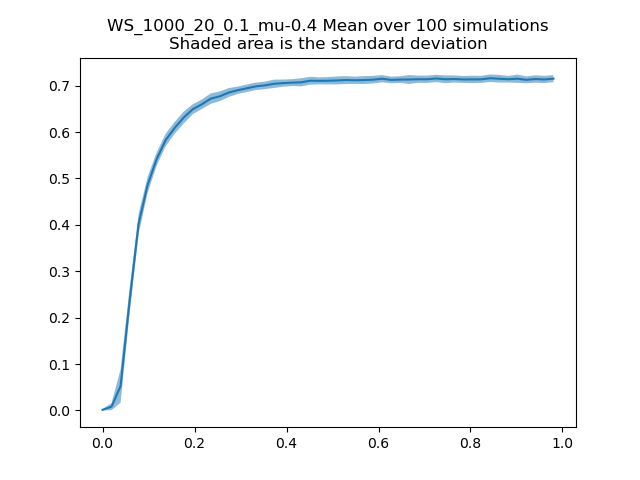 WS_1000_20_0.1_mu-0.4 Mean over 100 simulations
Shaded area is the standard deviation
0.7
0.6
0.5
0.4
0.3
0.2
0.1
0.0
0.0 0.2 0.4 0.6 0.8 1.0